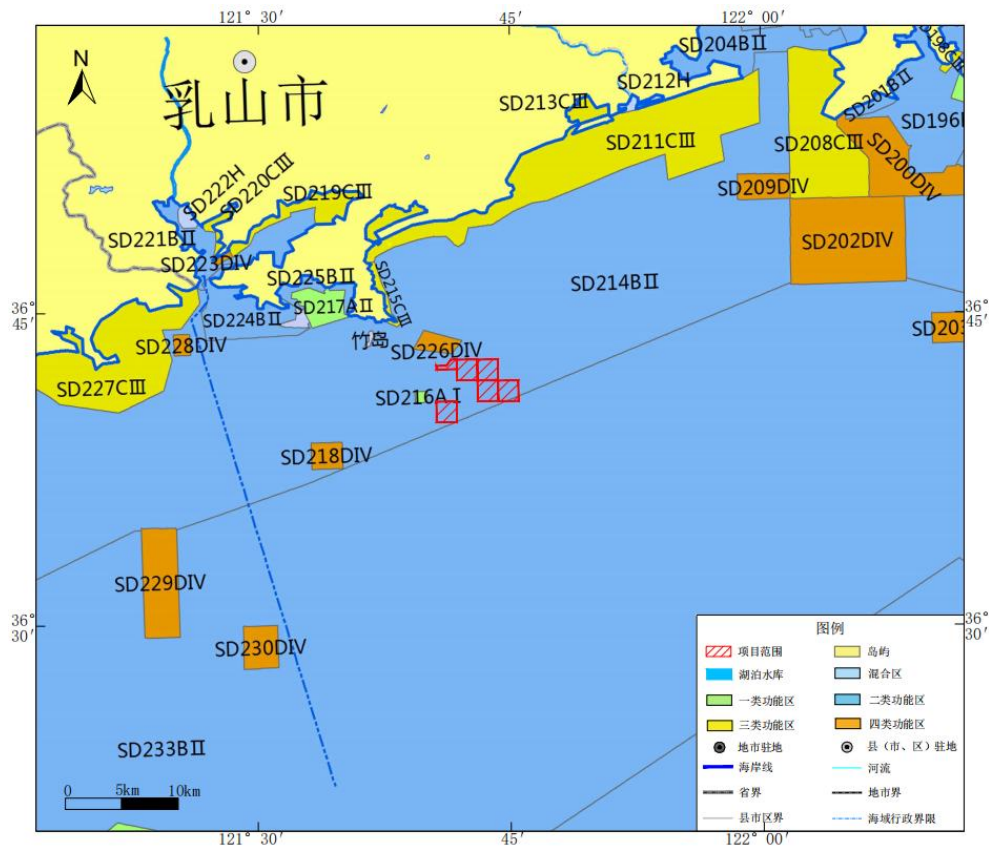 121° 30′
45′
122° 00′
N
乳山市
SD204BⅡ
SD198CⅡ
SD212H
SD213CⅢ
SD201BⅡ
SD196
SD211CⅢ
SD208CⅢ
SD200DⅣ
SD209DⅣ
SD222H
SD220CⅢ
SD219CⅢ
SD221BⅡ
SD202DⅣ
SD223DⅣ
SD225BⅡ
SD215CⅢ
SD214BⅡ
SD217AⅡ
36°
45′
36°
45′
SD224BⅡ
SD203
竹岛
SD228DⅣ
SD226DⅣ
SD227CⅢ
SD216AⅠ
SD218DⅣ
SD229DⅣ
36°
30′
36°
30′
SD230DⅣ
SD233BⅡ
0 5km 10km
图例
项目范围 岛屿
湖泊水库 混合区
一类功能区 二类功能区
三类功能区 四类功能区
地市驻地 县（市、区）驻地
海岸线 河流
省界 地市界
县市区界 海域行政界限
121° 30′
45′
122° 00′